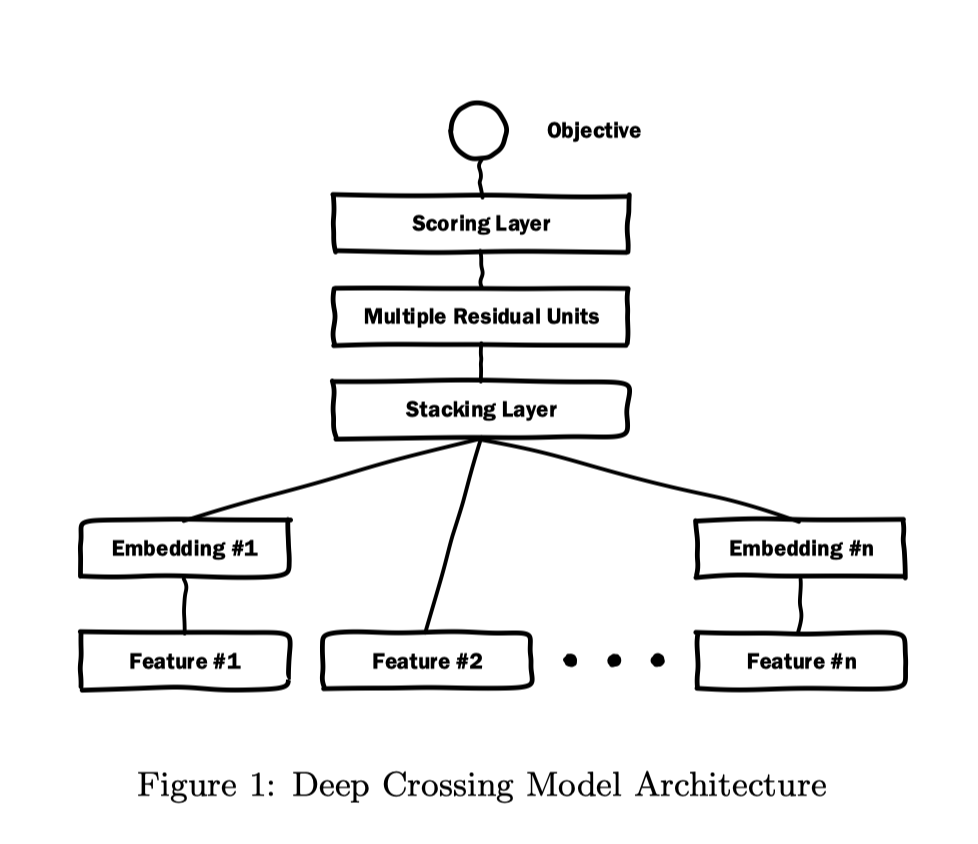 Objective
Scoring Layer
Multiple Residual Units
Stacking Layer
Embedding #1
Embedding #n
Feature #1
Feature #2
Feature #n
Figure 1: Deep Crossing Model Architecture